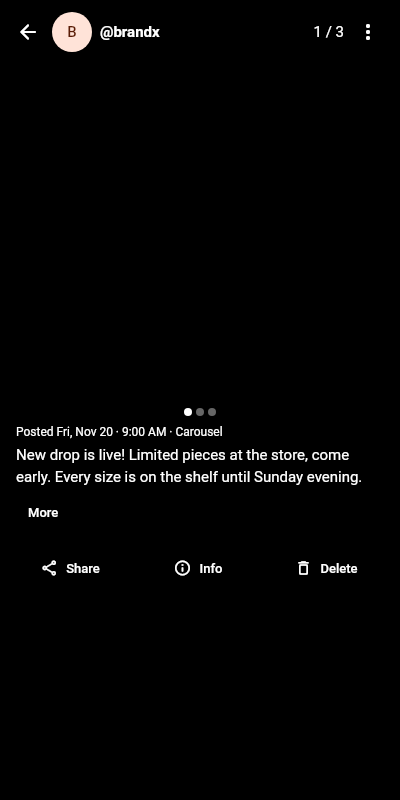 B
@brandx
1 / 3
Posted Fri, Nov 20 · 9:00 AM · Carousel
New drop is live! Limited pieces at the store, come
early. Every size is on the shelf until Sunday evening.
More
Share
Info
Delete